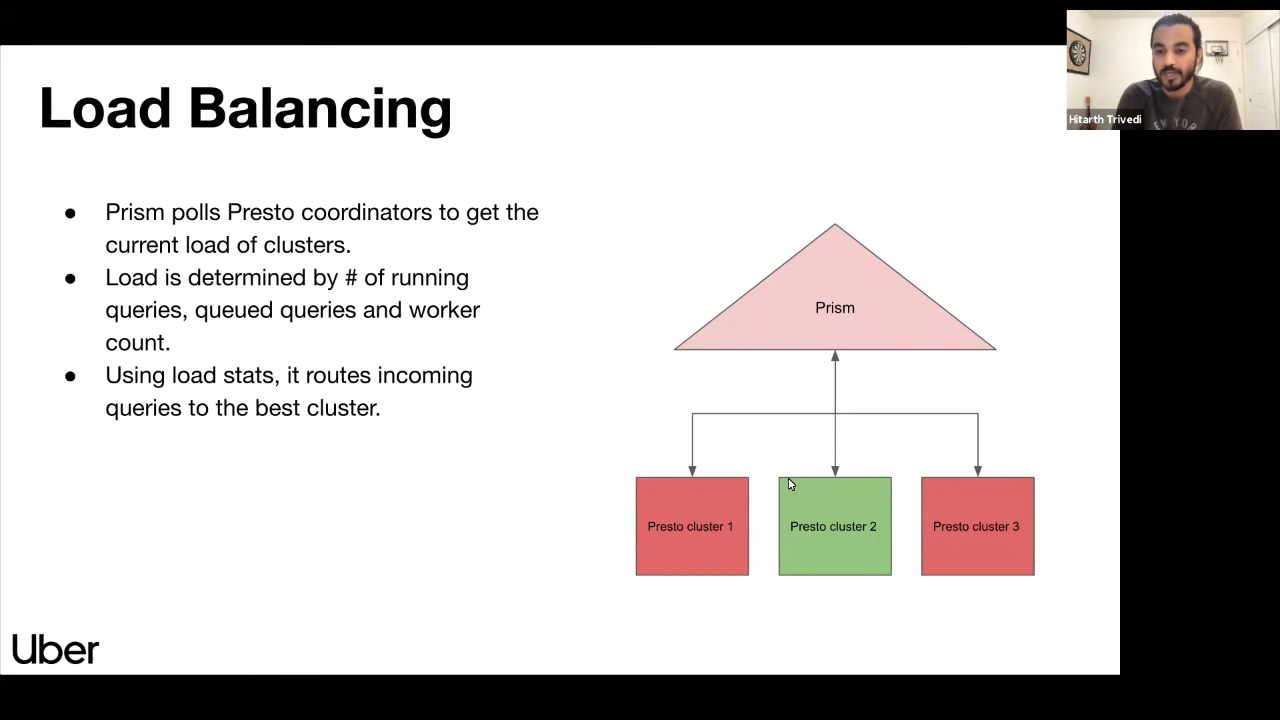 Load Balancing
● Prism polls Presto coordinators to get the
current load of clusters.
● Load is determined by # of running
queries, queued queries and worker
count.
● Using load stats, it routes incoming
queries to the best cluster.
Prism
Presto cluster 1
Presto cluster 2
Presto cluster 3
Uber
Hitarth Trivedi
NEW YORK